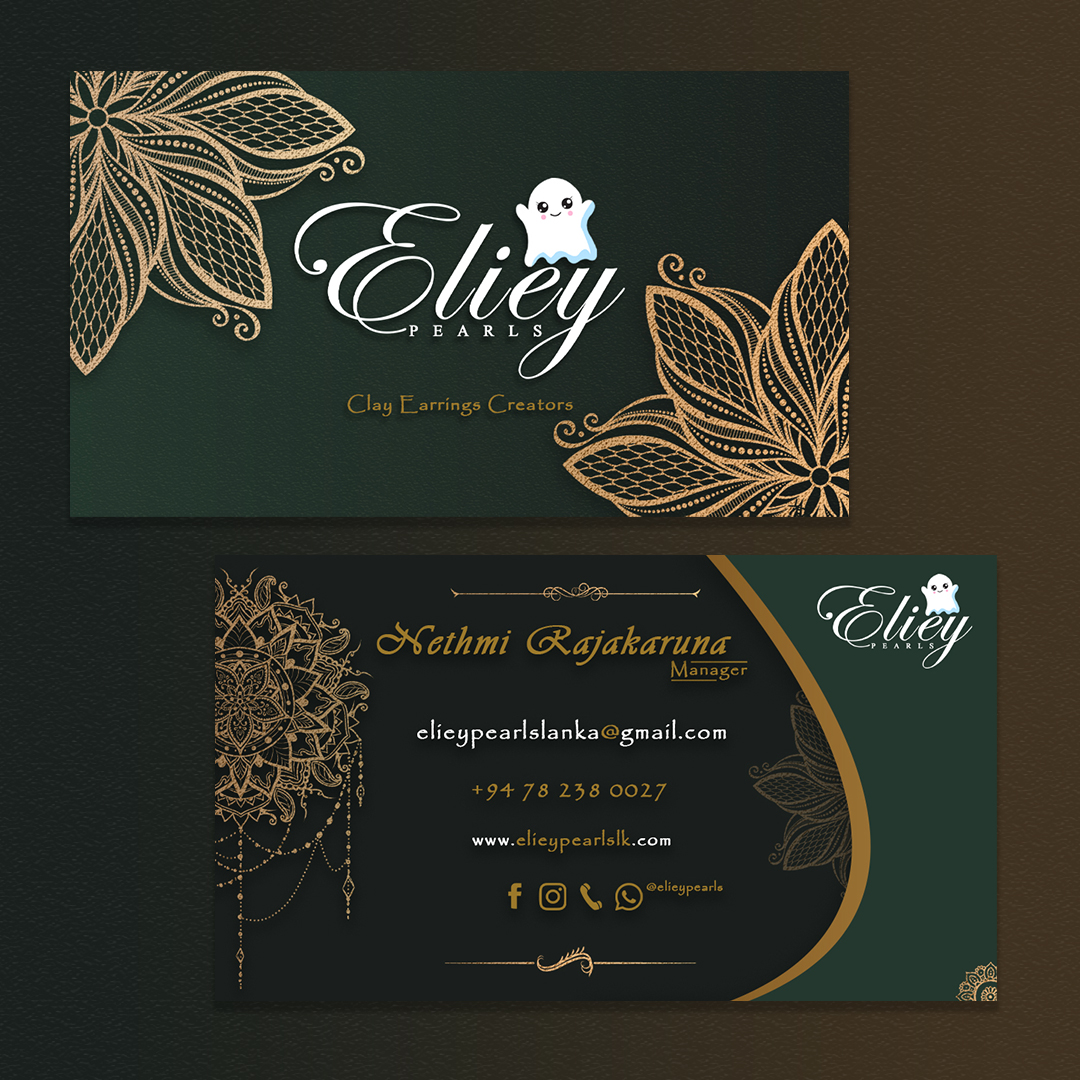 Eliey
PEARLS
Clay Earrings Creators
Eliey
PEARLS
Nethmi Rajakaruna
Manager
elieypearlslanka@gmail.com
+94 78 238 0027
www.elieypearlslk.com
@elieypearls